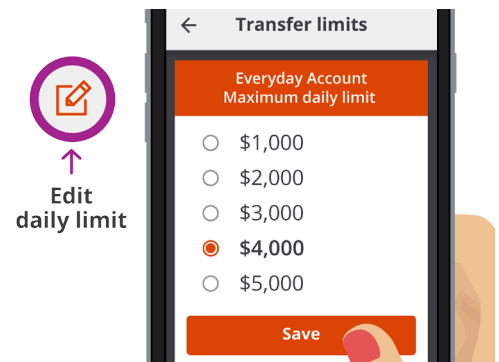 Transfer limits
Everyday Account
Maximum daily limit
$1,000
$2,000
$3,000
$4,000
$5,000
Save
Edit
daily limit